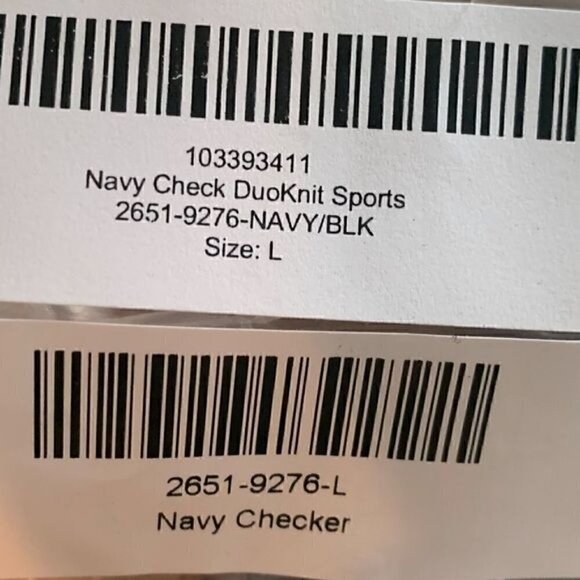 103393411
Navy Check DuoKnit Sports
2651-9276-NAVY/BLK
Size: L
2651-9276-L
Navy Checker